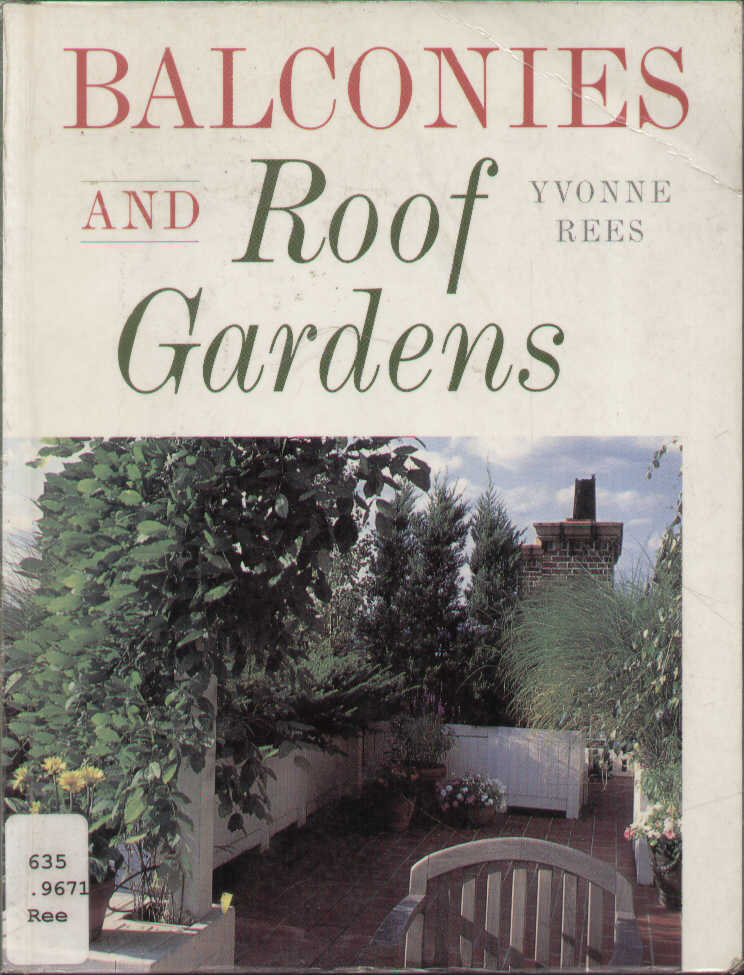 BALCONIES
AND Roof
Gardens
YVONNE
REES
635
.9671
Ree